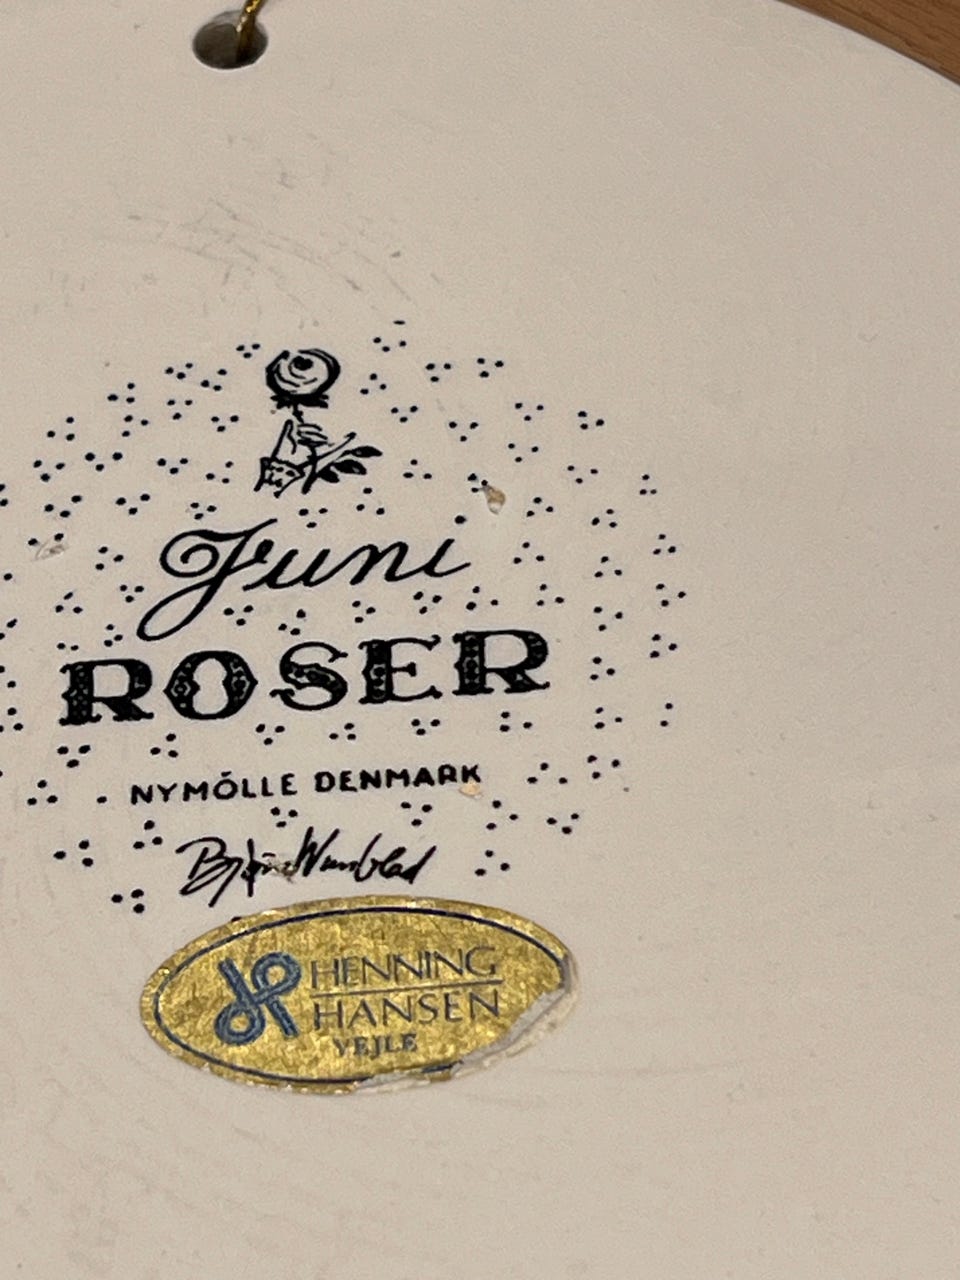 Juni
ROSER
NYMÖLLE DENMARK
Björn Wiinblad
HENNING
HANSEN
VEJLE